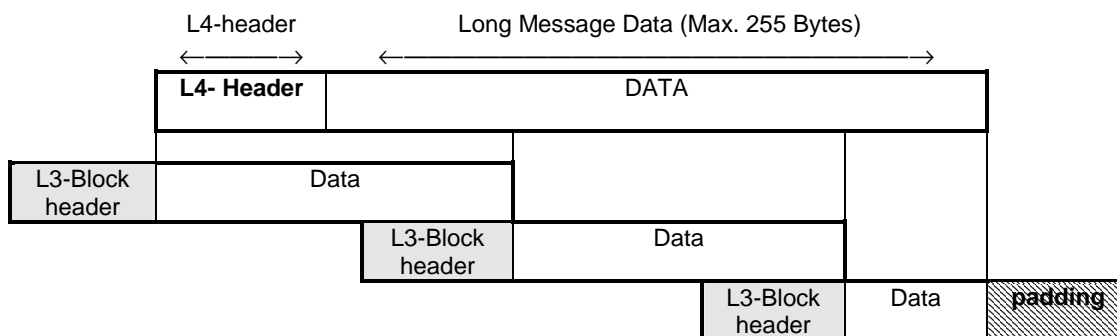 L4-header Long Message Data (Max. 255 Bytes)
L4- Header DATA
L3-Block header Data
L3-Block header Data
L3-Block header Data padding